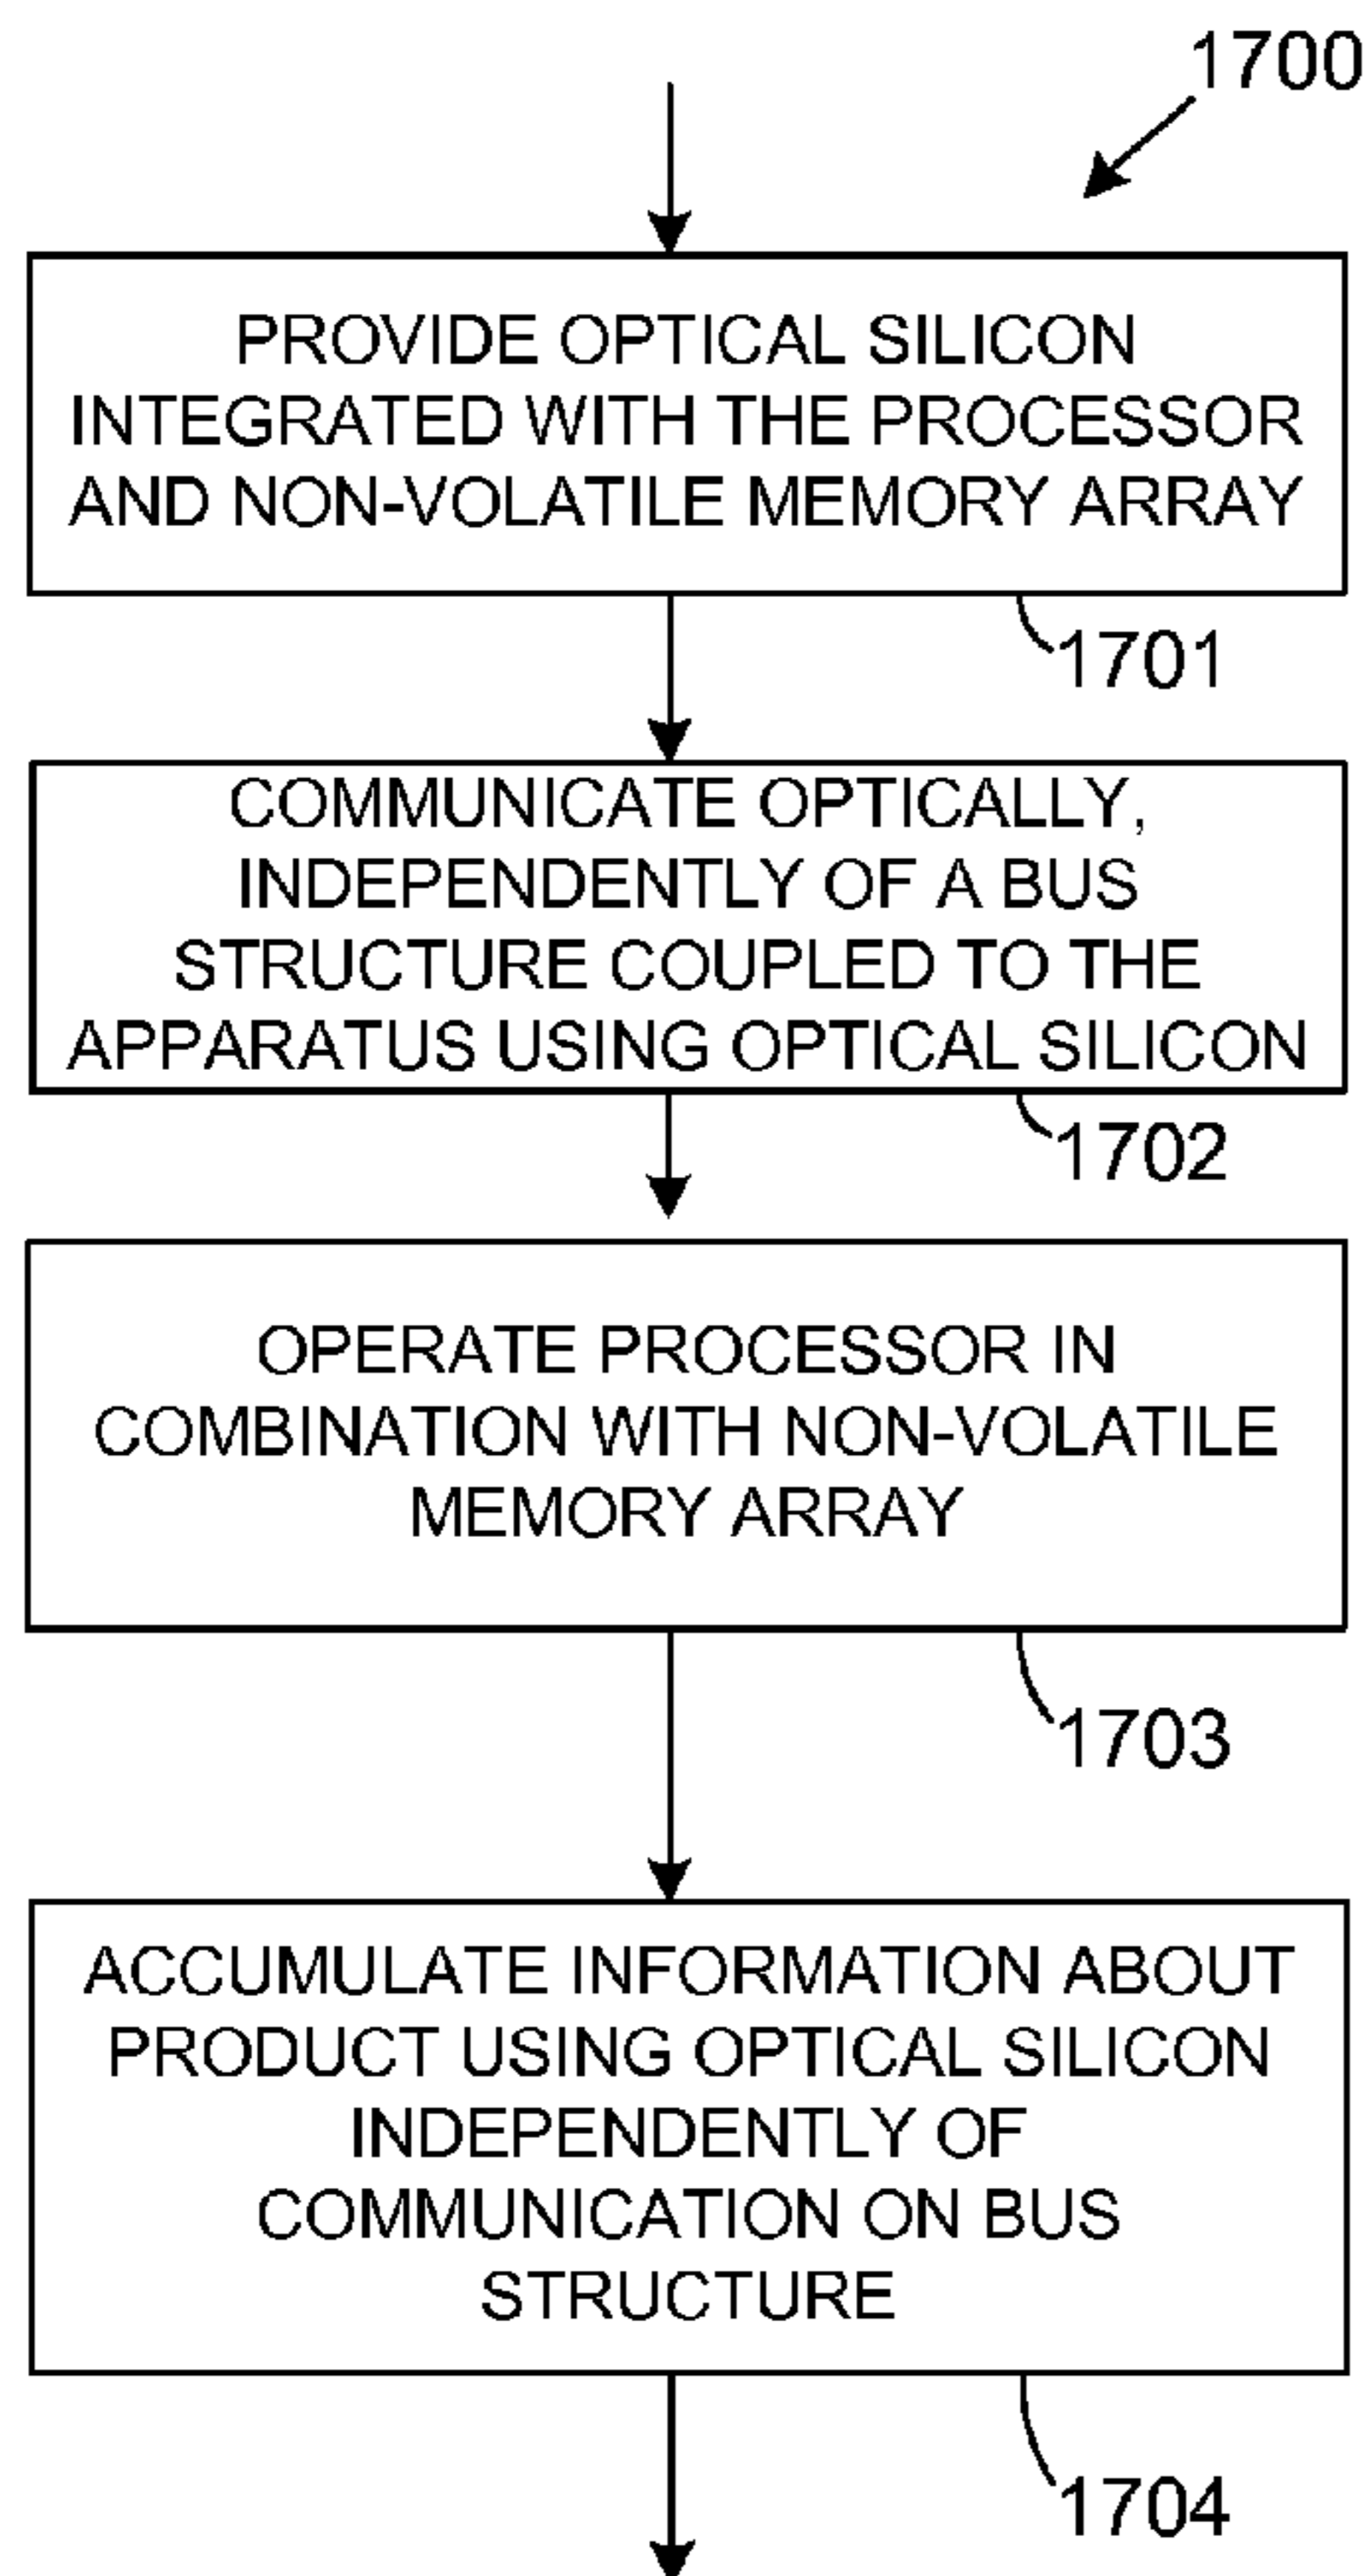 1700
PROVIDE OPTICAL SILICON
INTEGRATED WITH THE PROCESSOR
AND NON-VOLATILE MEMORY ARRAY
1701
COMMUNICATE OPTICALLY,
INDEPENDENTLY OF A BUS
STRUCTURE COUPLED TO THE
APPARATUS USING OPTICAL SILICON
1702
OPERATE PROCESSOR IN
COMBINATION WITH NON-VOLATILE
MEMORY ARRAY
1703
ACCUMULATE INFORMATION ABOUT
PRODUCT USING OPTICAL SILICON
INDEPENDENTLY OF
COMMUNICATION ON BUS
STRUCTURE
1704